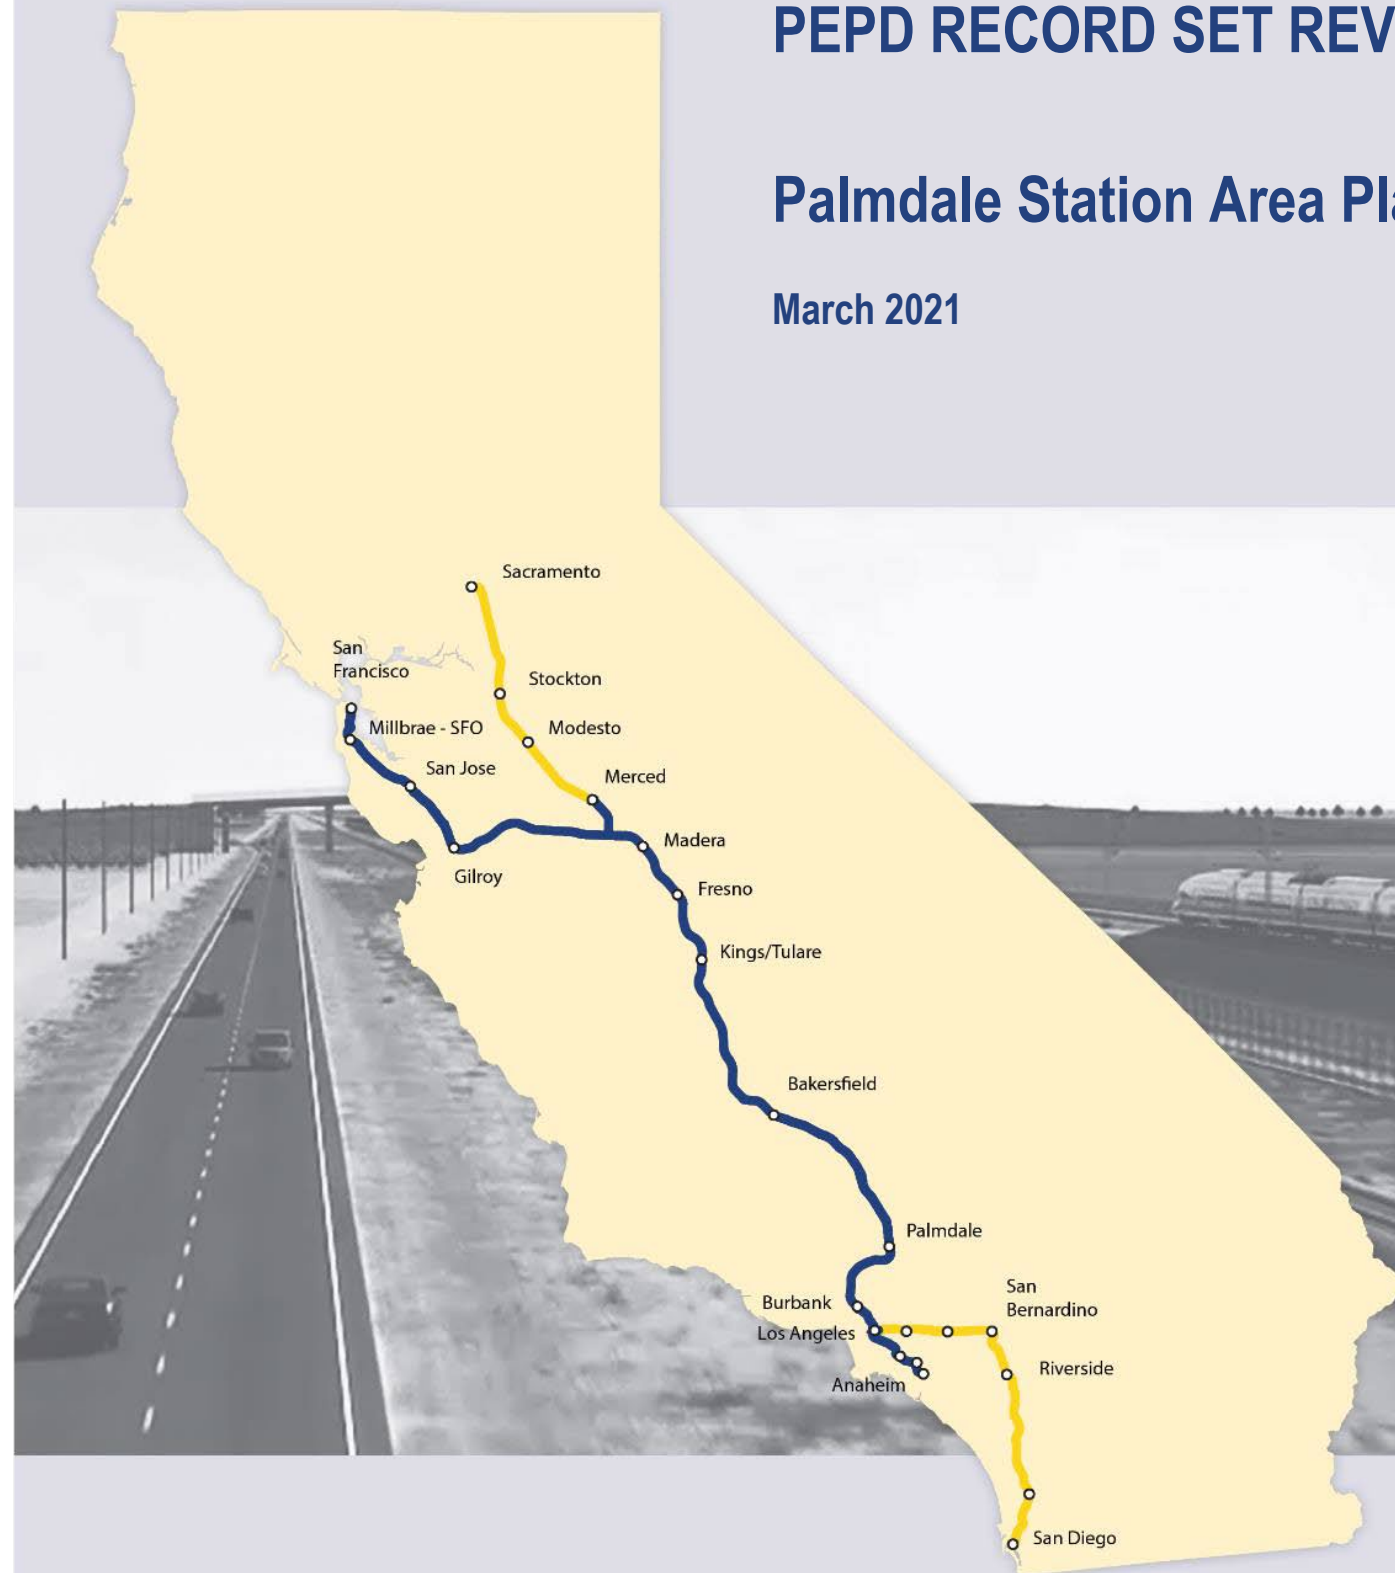 PEPD RECORD SET REV
Palmdale Station Area Pla
March 2021
Sacramento
San
Francisco
Stockton
Millbrae - SFO
Modesto
San Jose
Merced
Madera
Gilroy
Fresno
Kings/Tulare
Bakersfield
Palmdale
San
Bernardino
Burbank
Los Angeles
Riverside
Anaheim
San Diego